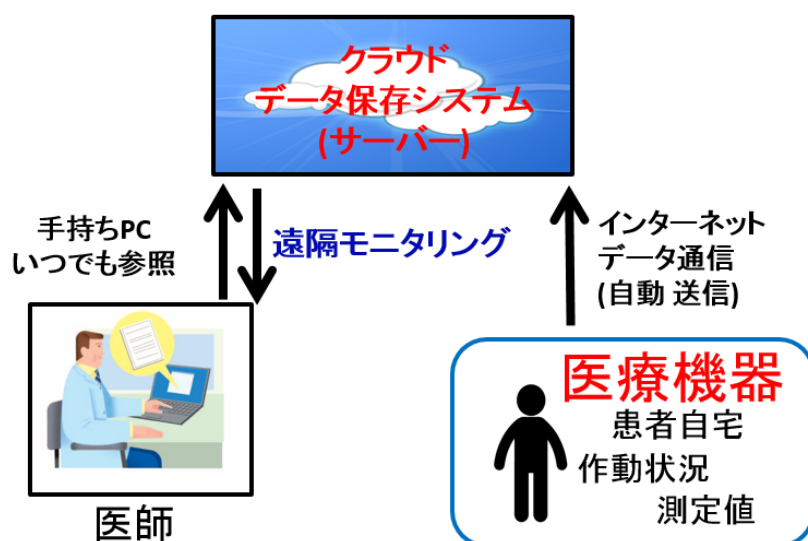 クラウド
データ保存システム
(サーバー)
手持ちPC
いつでも参照
遠隔モニタリング
インターネット
データ通信
(自動 送信)
医師
医療機器
患者自宅
作動状況
測定値